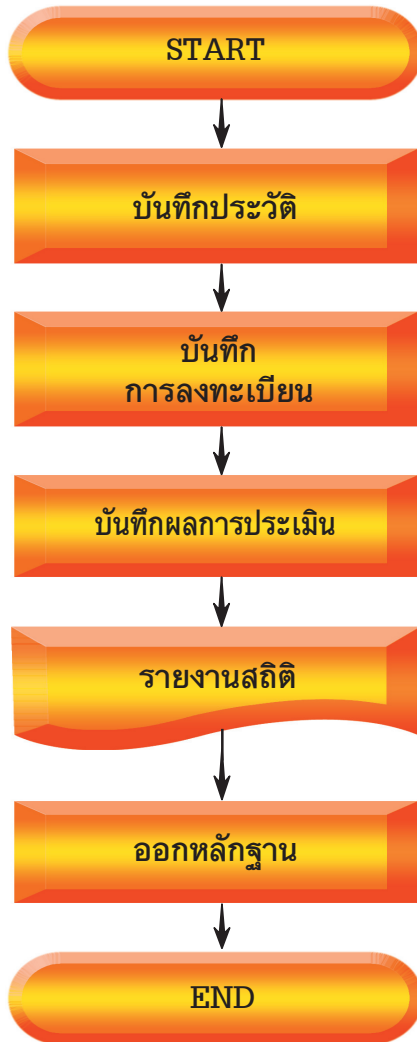 START
บันทึกประวัติ
บันทึก
การลงทะเบียน
บันทึกผลการประเมิน
รายงานสถิติ
ออกหลักฐาน
END